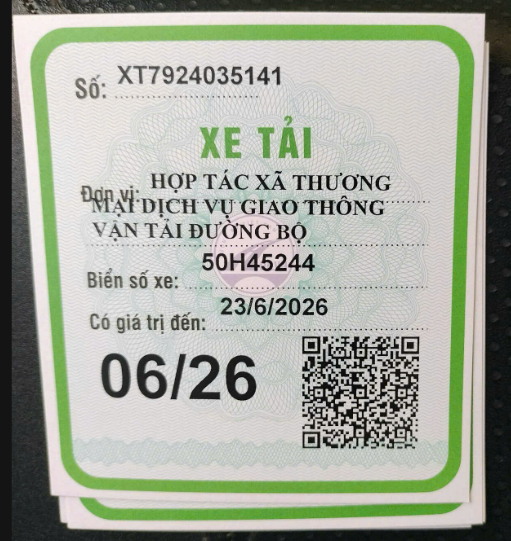 Số: XT7924035141
XE TẢI
Đơn vị: HỢP TÁC XÃ THƯƠNG
MẠI DỊCH VỤ GIAO THÔNG
VẬN TẢI ĐƯỜNG BỘ
Biển số xe: 50H45244
Có giá trị đến: 23/6/2026
06/26